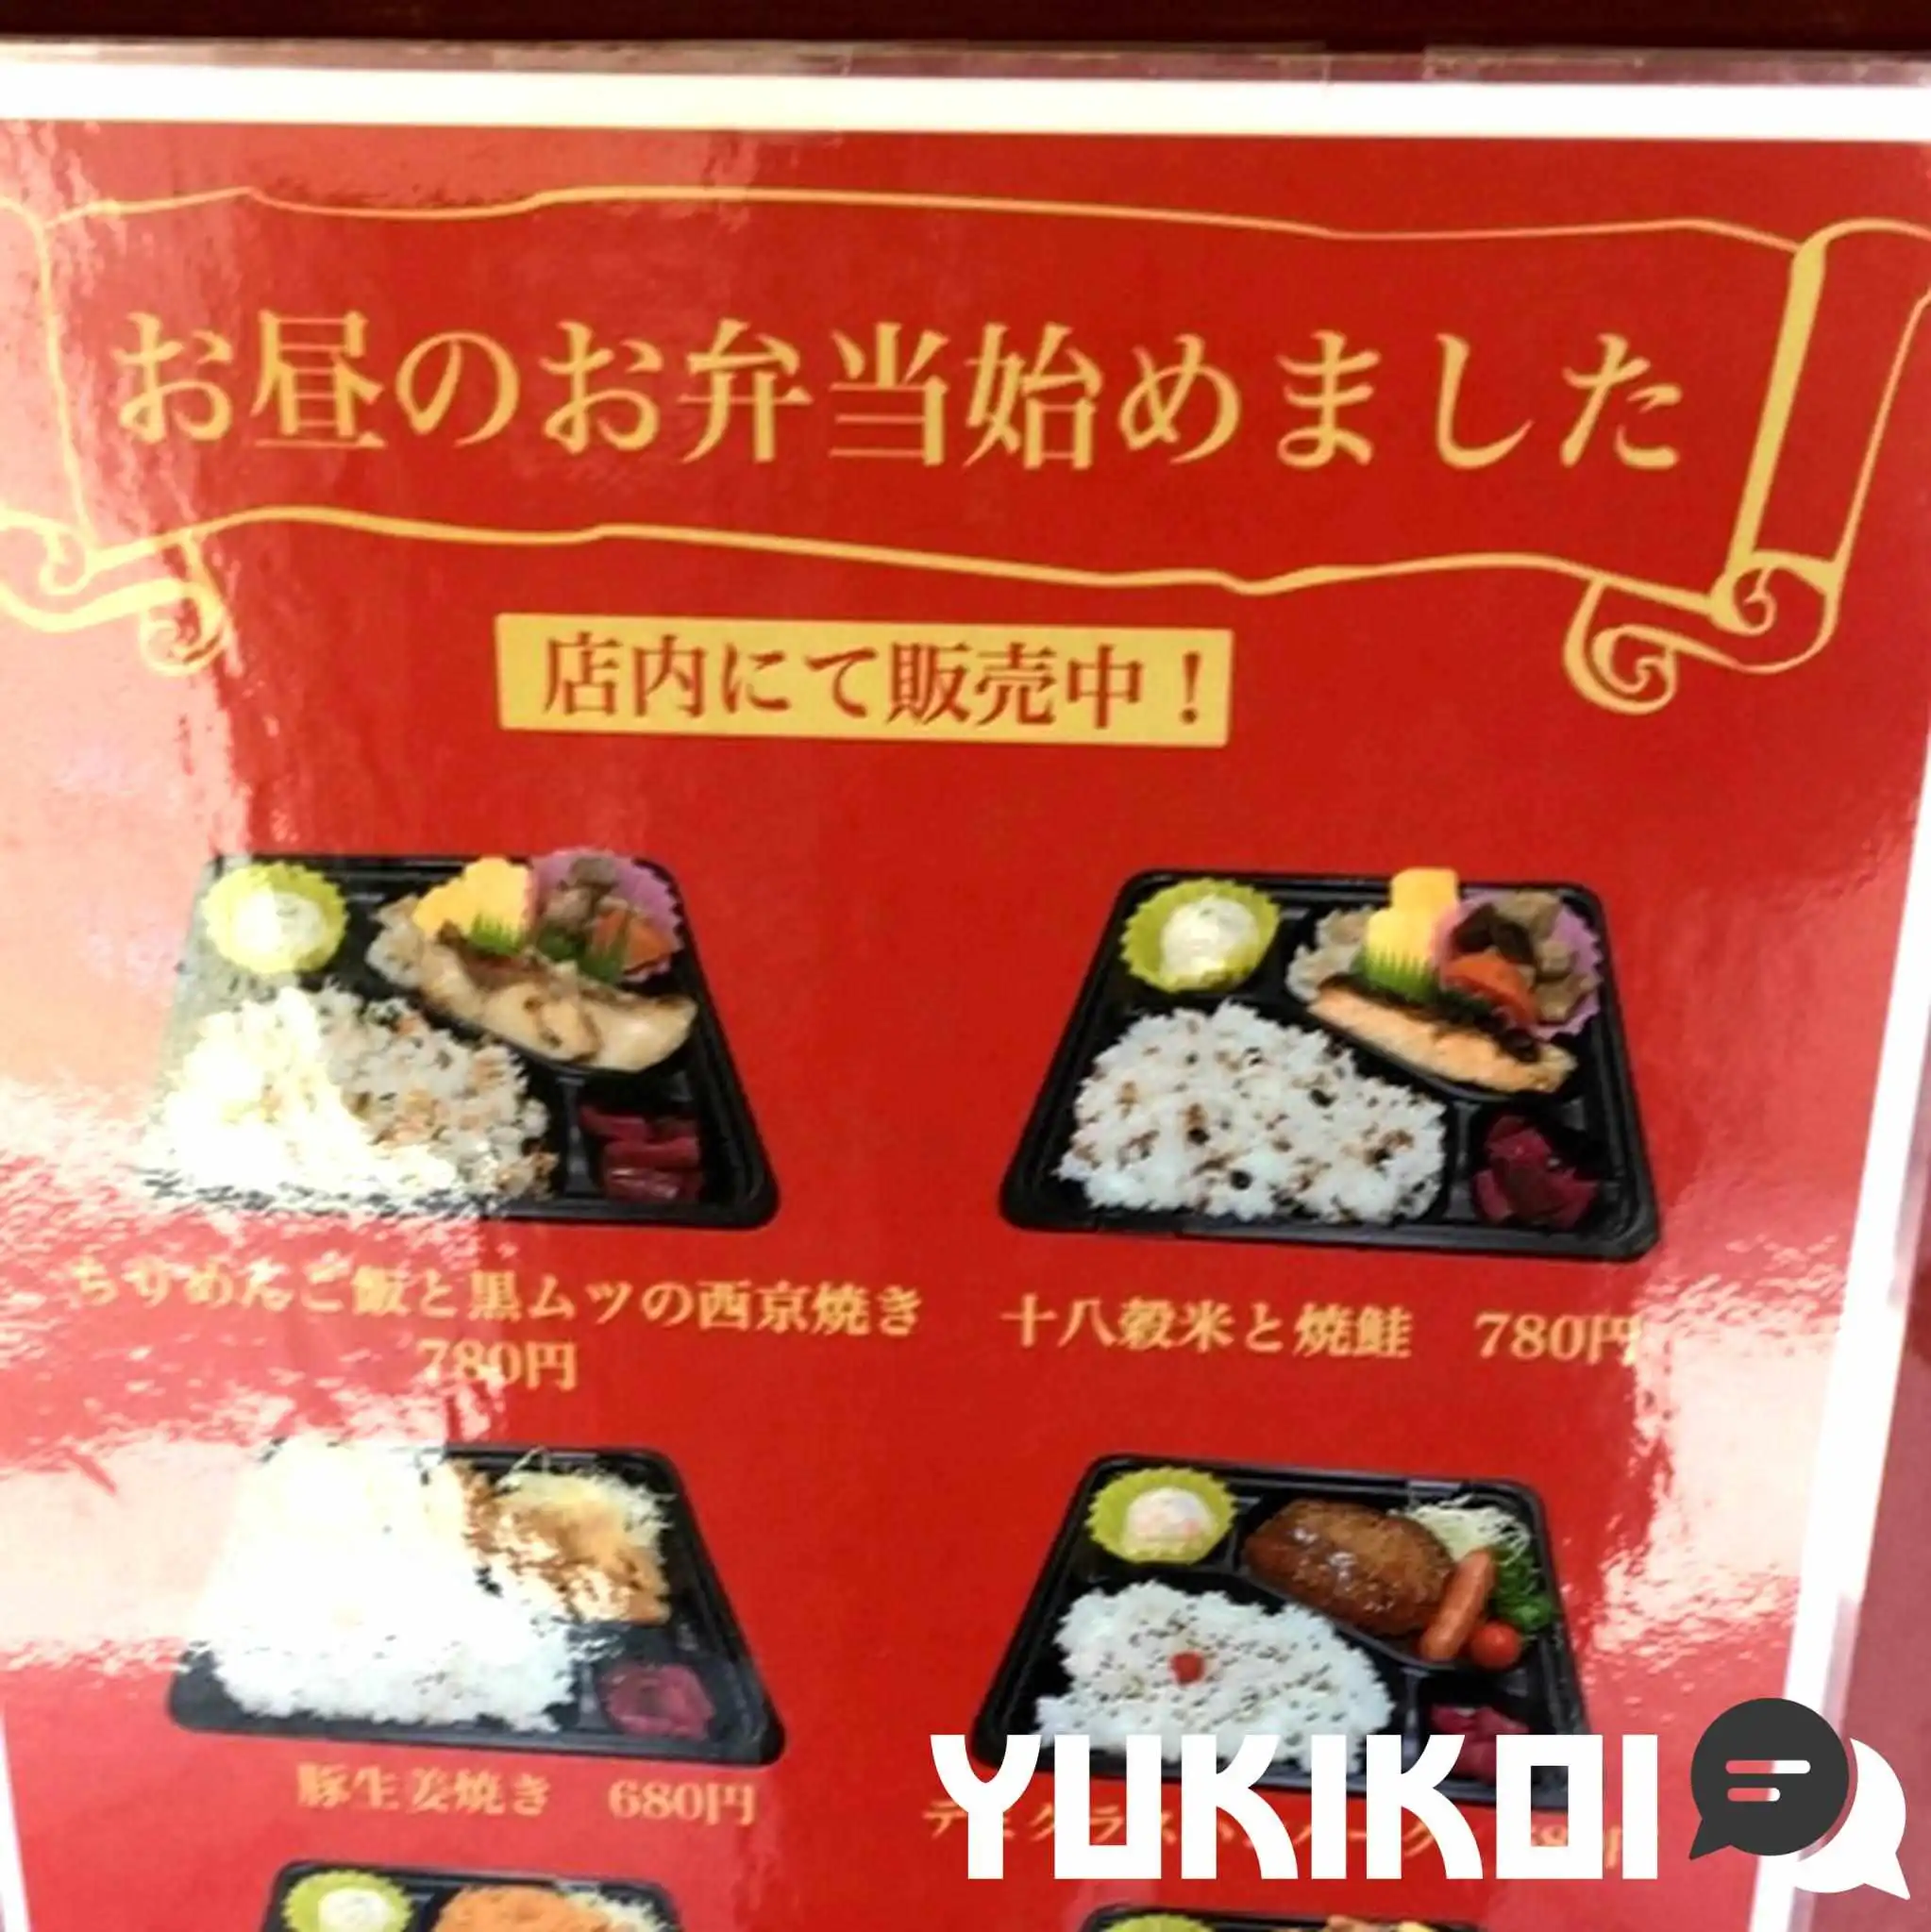 お昼のお弁当始めました
店内にて販売中！
ちりめんご飯と黒ムツの西京焼き
780円
十八穀米と焼鮭　780円
豚生姜焼き　680円
YUKIKOI